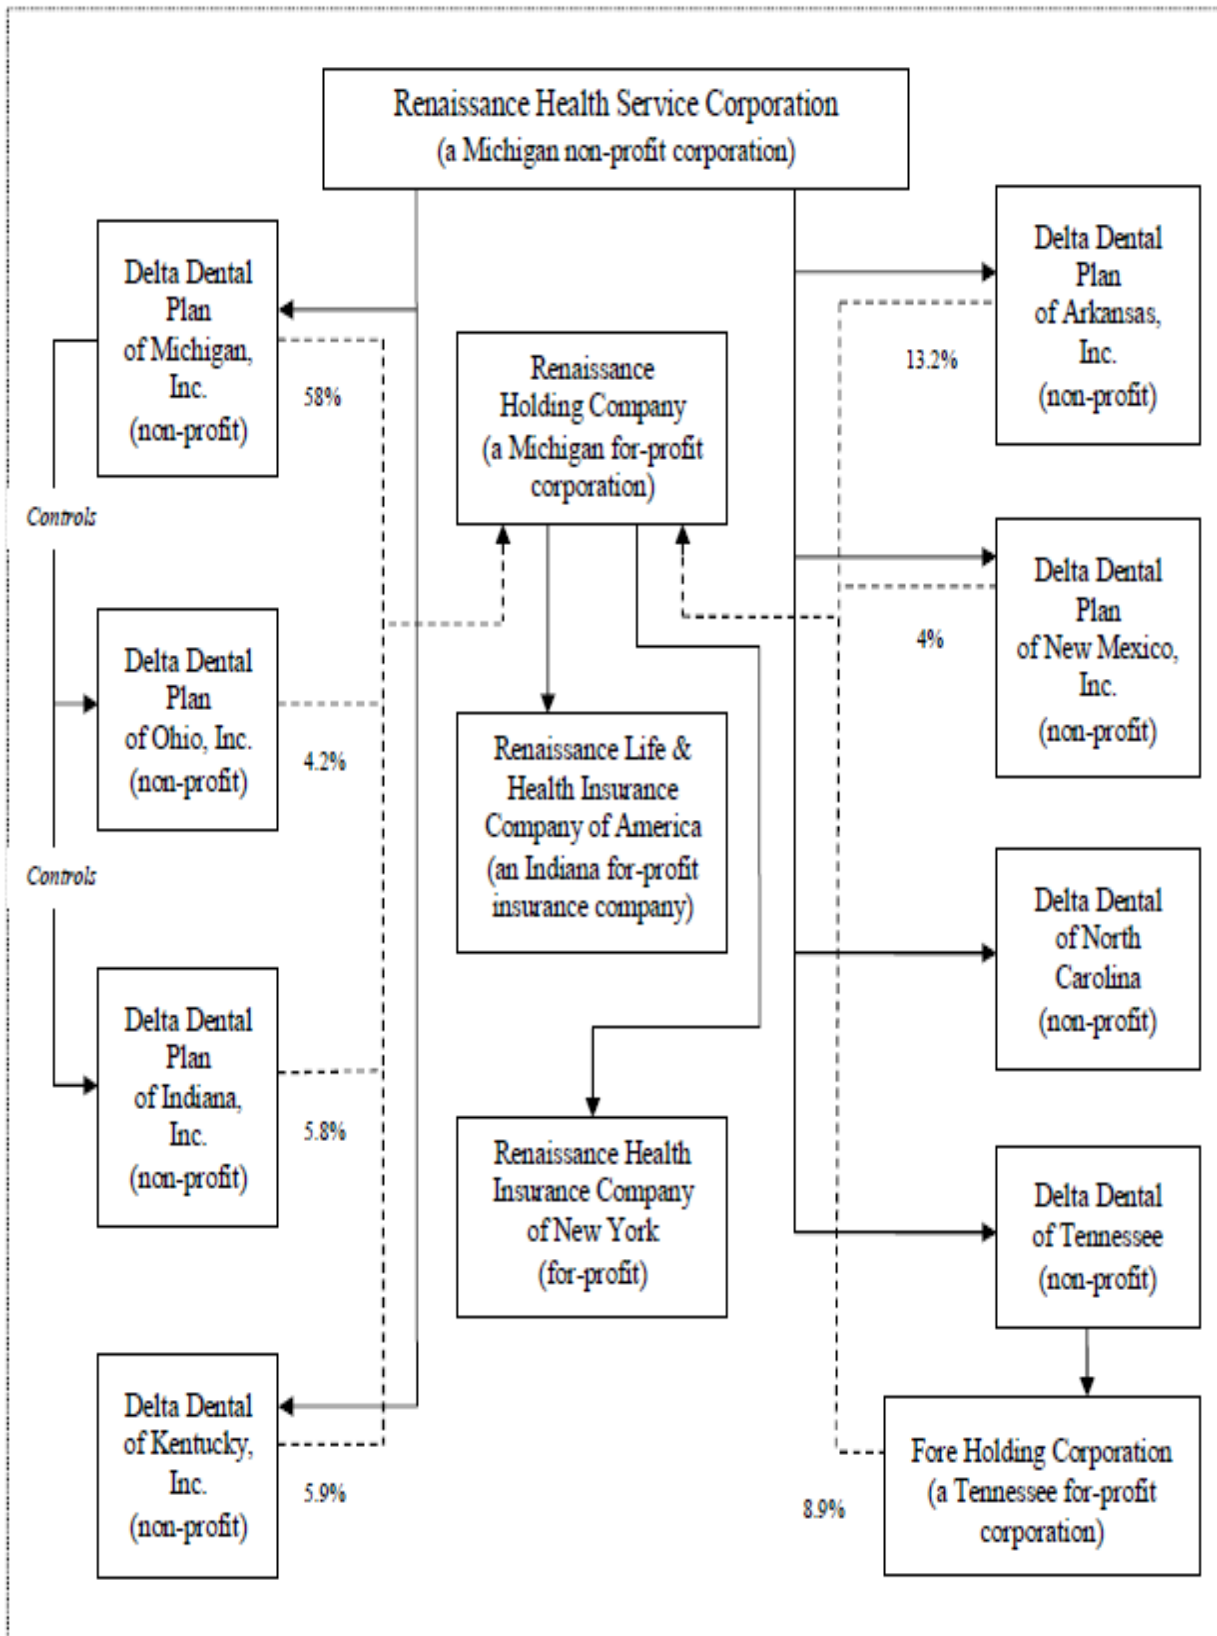 Renaissance Health Service Corporation
(a Michigan non-profit corporation)
Delta Dental
Plan
of Michigan,
Inc.
(non-profit)
58%
Controls
Delta Dental
Plan
of Ohio, Inc.
(non-profit)
4.2%
Controls
Delta Dental
Plan
of Indiana,
Inc.
(non-profit)
5.8%
Delta Dental
of Kentucky,
Inc.
(non-profit)
5.9%
Renaissance
Holding Company
(a Michigan for-profit
corporation)
Renaissance Life &
Health Insurance
Company of America
(an Indiana for-profit
insurance company)
Renaissance Health
Insurance Company
of New York
(for-profit)
Delta Dental
Plan
of Arkansas,
Inc.
(non-profit)
13.2%
Delta Dental
Plan
of New Mexico,
Inc.
(non-profit)
4%
Delta Dental
of North
Carolina
(non-profit)
Delta Dental
of Tennessee
(non-profit)
Fore Holding Corporation
(a Tennessee for-profit
corporation)
8.9%